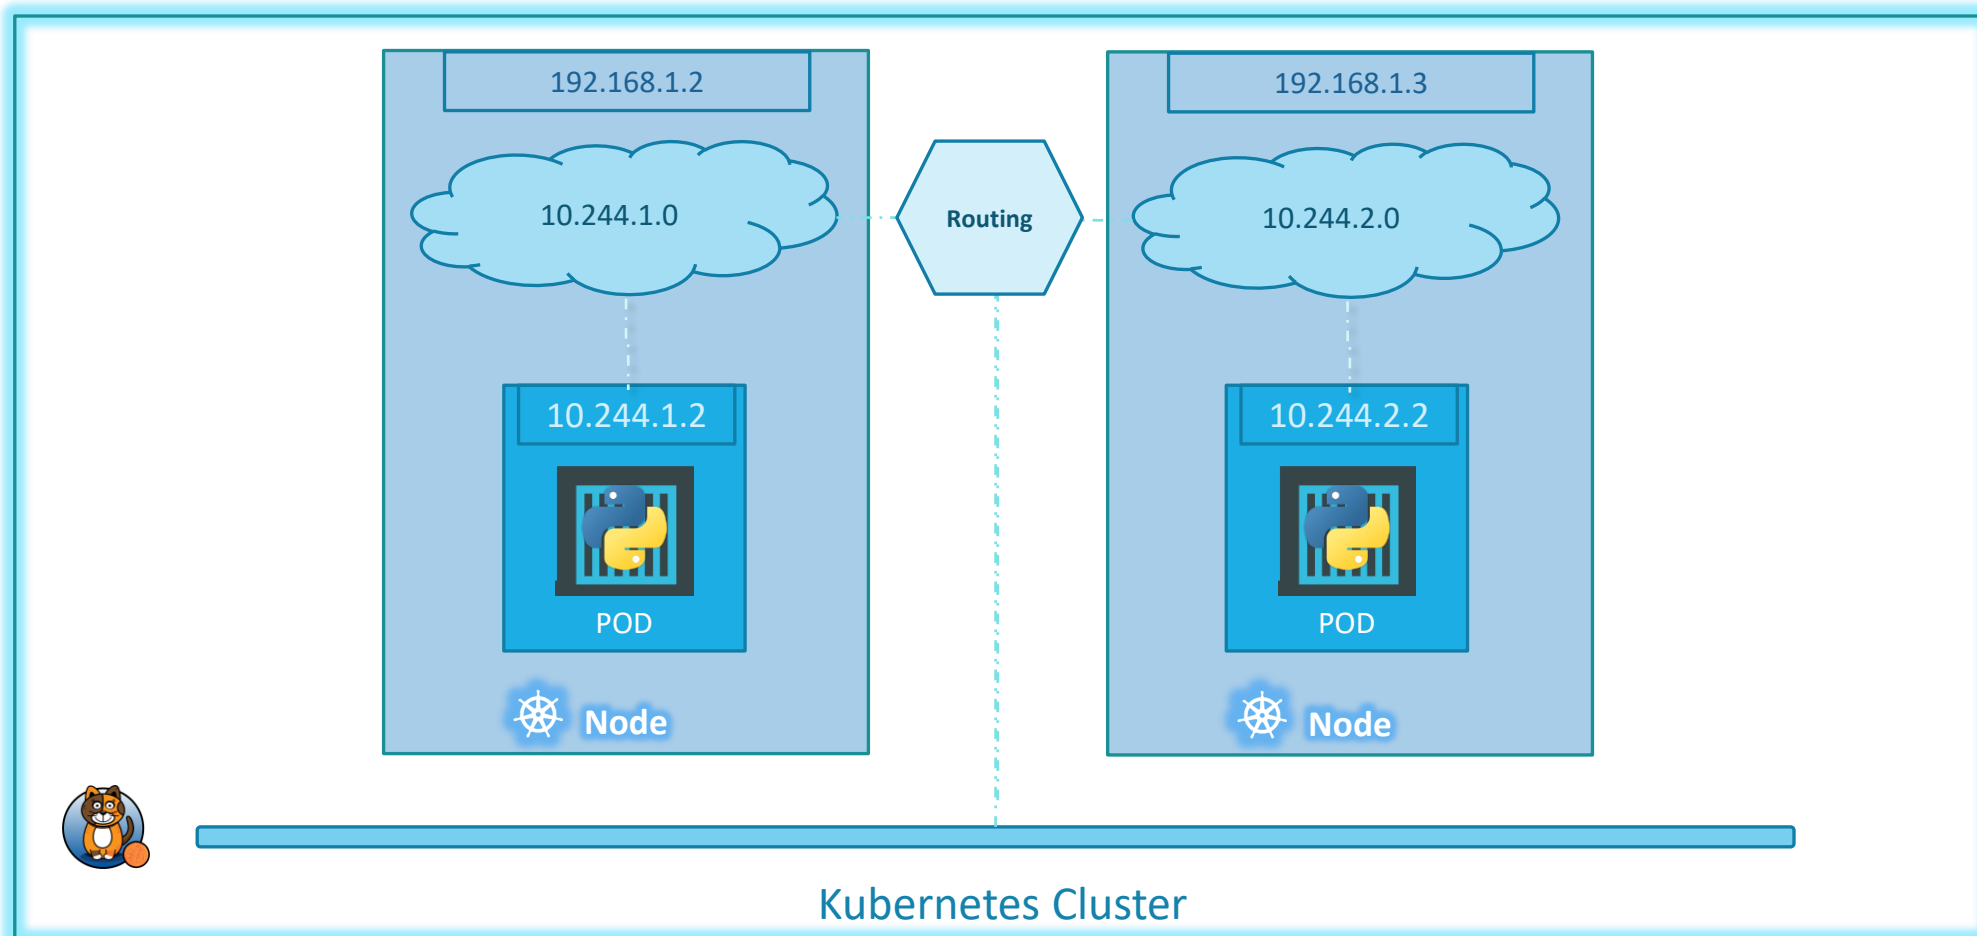 192.168.1.2
192.168.1.3
10.244.1.0
Routing
10.244.2.0
10.244.1.2
10.244.2.2
POD
POD
Node
Node
Kubernetes Cluster